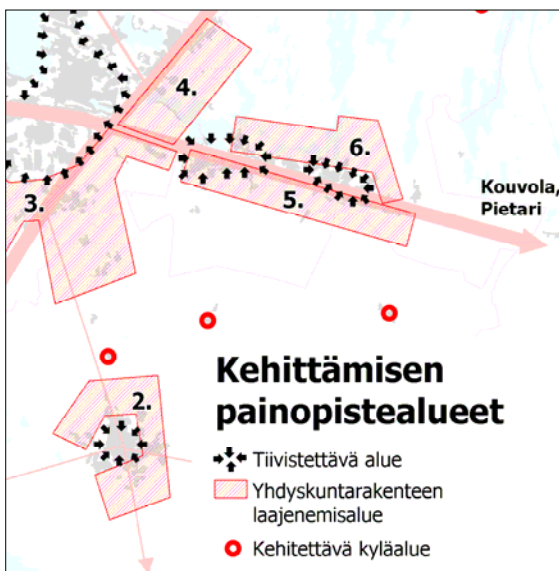 4.
6.
3.
5.
Kouvola,
Pietari
2.
Kehittämisen
painopistealueet
Tiivistettävä alue
Yhdyskuntarakenteen
laajenemisalue
Kehitettävä kyläalue